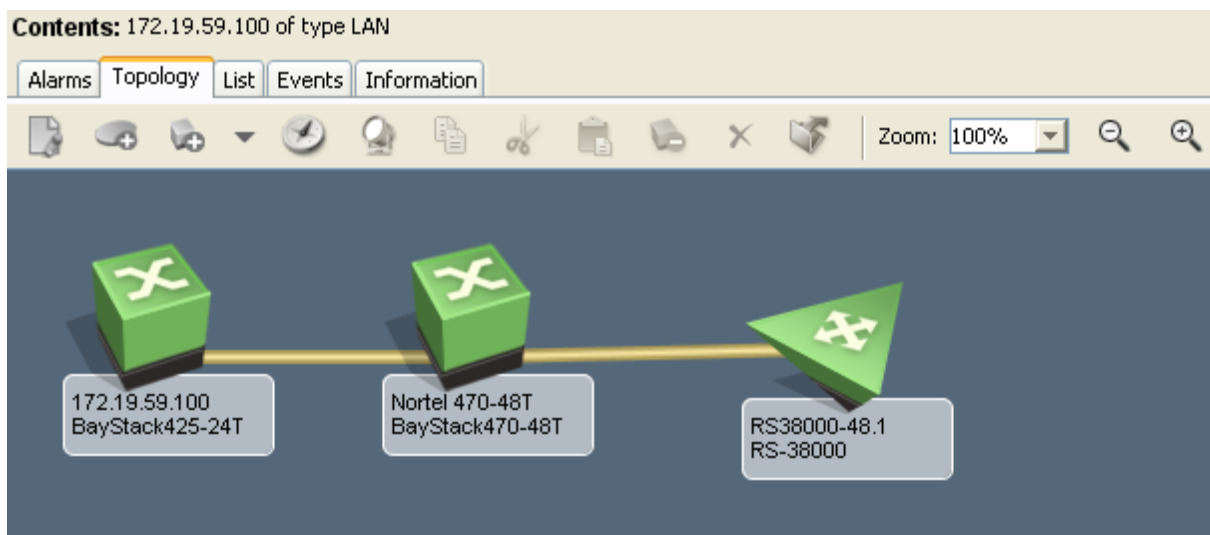 Contents: 172.19.59.100 of type LAN
Alarms Topology List Events Information
Zoom: 100%
172.19.59.100
BayStack425-24T
Nortel 470-48T
BayStack470-48T
RS38000-48.1
RS-38000